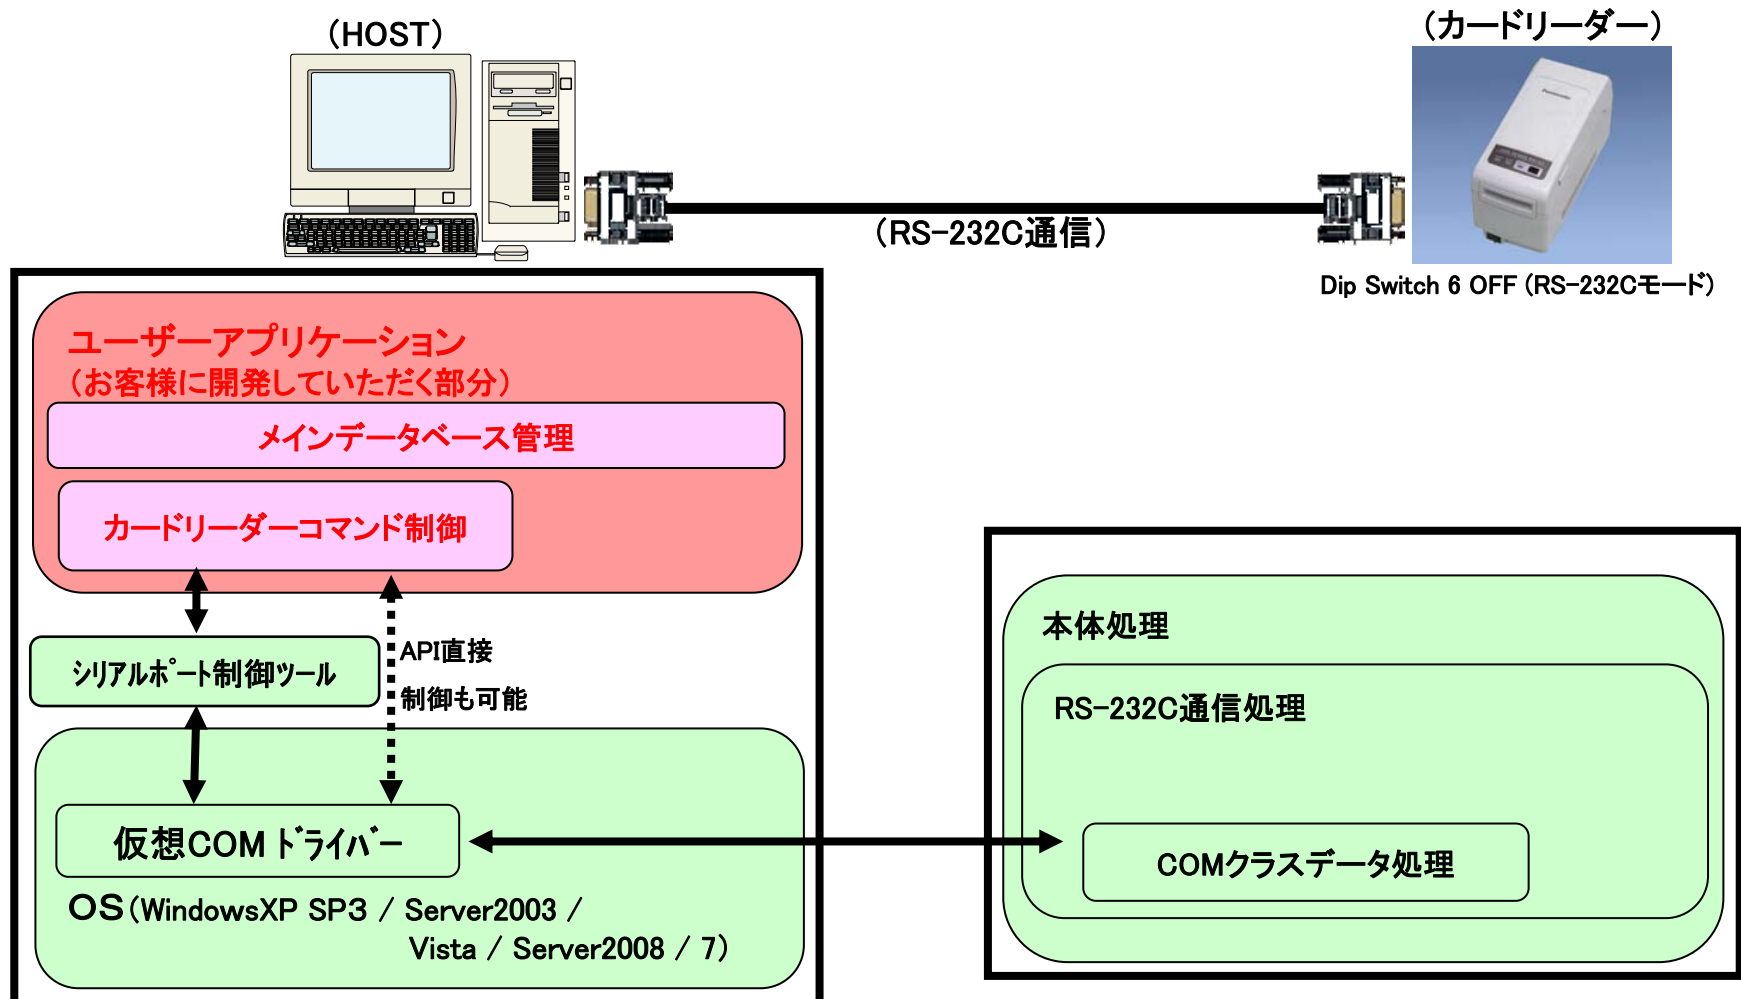 （HOST）
（カードリーダー）
（RS-232C通信）
Dip Switch 6 OFF（RS-232Cモード）
ユーザーアプリケーション
（お客様に開発していただく部分）
メインデータベース管理
カードリーダーコマンド制御
API直接
制御も可能
ｼﾘｱﾙﾎﾟｰﾄ制御ﾂｰﾙ
仮想COMﾄﾞﾗｲﾊﾞｰ
OS（WindowsXP SP3 / Server2003 /
Vista / Server2008 / 7）
本体処理
RS-232C通信処理
COMクラスデータ処理